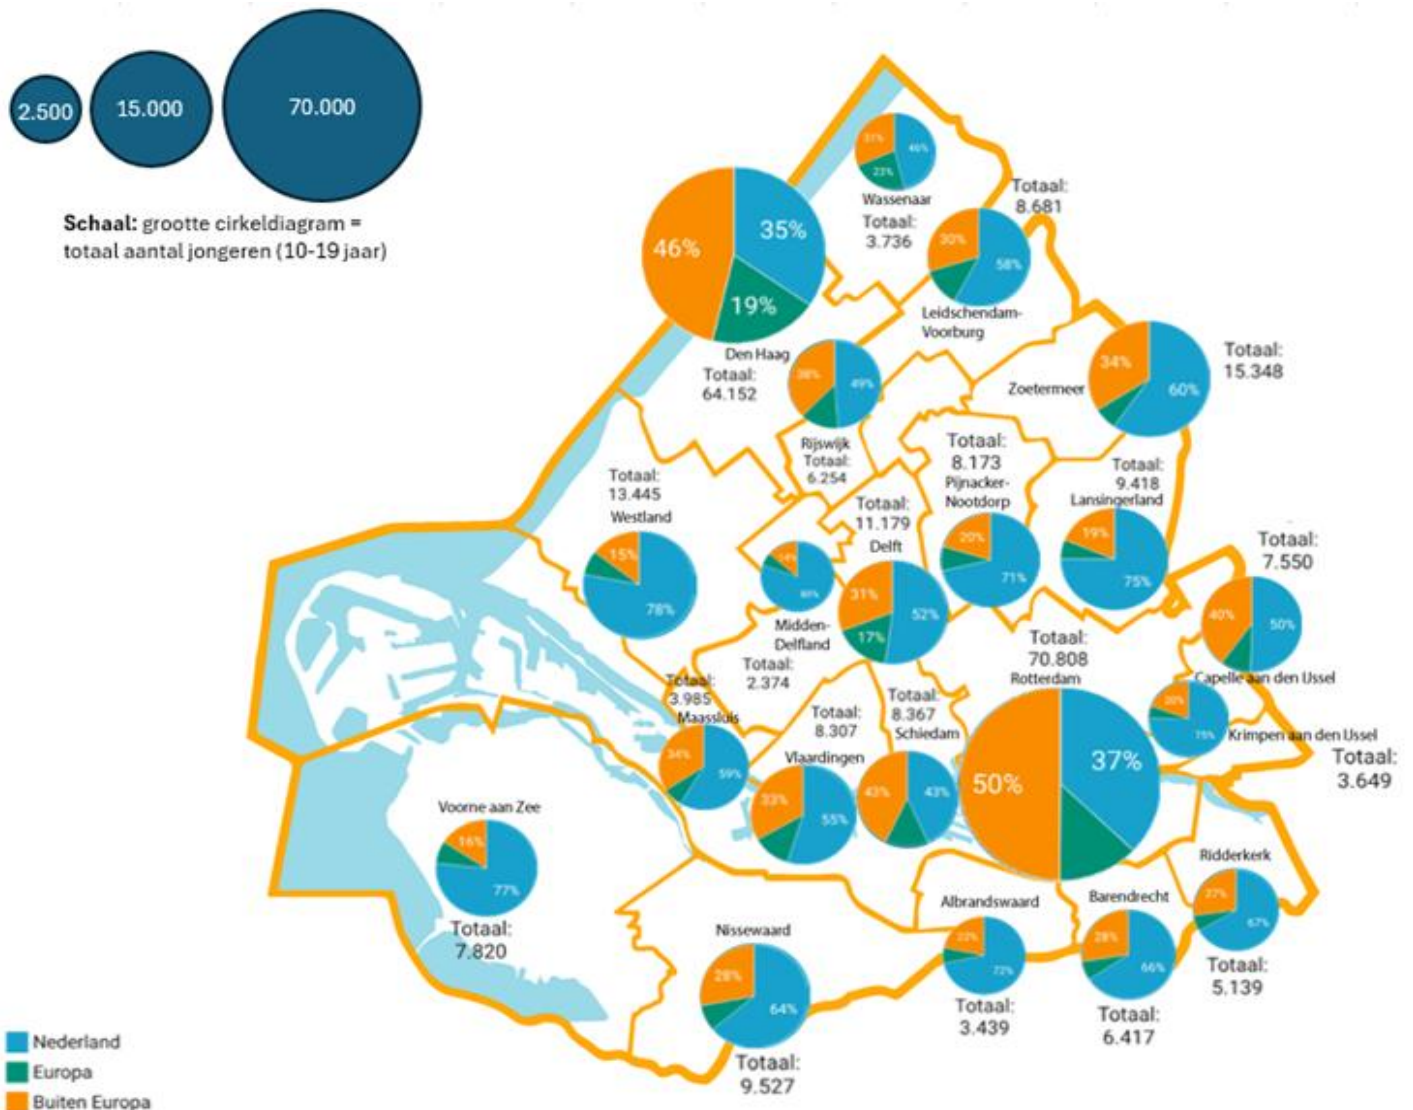 2.500
15.000
70.000
Schaal: grootte cirkeldiagram =
totaal aantal jongeren (10-19 jaar)
31%
46%
23%
Wassenaar
Totaal:
3.736
Totaal:
8.681
30%
58%
Leidschendam-
Voorburg
46%
35%
19%
Den Haag
Totaal:
64.152
38%
49%
Rijswijk
Totaal:
6.254
34%
60%
Zoetermeer
Totaal:
15.348
Totaal:
13.445
Westland
15%
78%
Totaal:
8.173
Pijnacker-
Nootdorp
20%
71%
Totaal:
9.418
Lansingerland
19%
75%
Totaal:
11.179
Delft
31%
52%
17%
Midden-
Delfland
Totaal:
2.374
Totaal:
7.550
40%
50%
Capelle aan den IJssel
Totaal:
70.808
Rotterdam
50%
37%
20%
75%
Krimpen aan den IJssel
Totaal:
3.649
Totaal:
3.985
Maassluis
34%
59%
Totaal:
8.307
Vlaardingen
33%
55%
Totaal:
8.367
Schiedam
43%
43%
Voorne aan Zee
16%
77%
Totaal:
7.820
Nissewaard
28%
64%
Totaal:
9.527
Albrandswaard
22%
72%
Totaal:
3.439
Barendrecht
28%
66%
Totaal:
6.417
Ridderkerk
27%
67%
Totaal:
5.139
Nederland
Europa
Buiten Europa